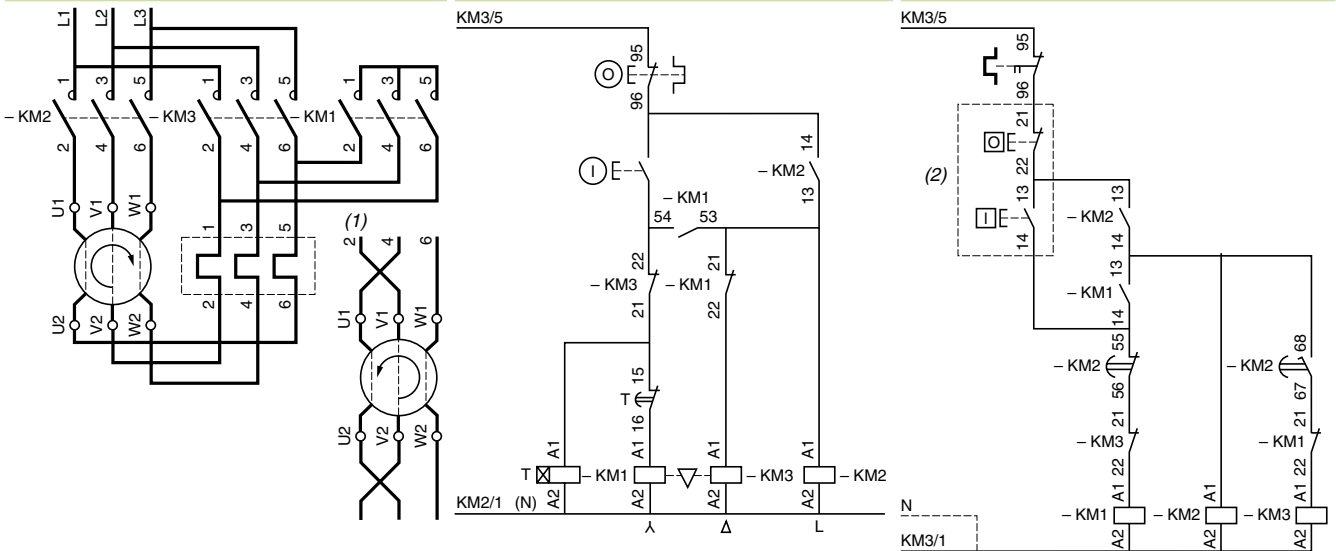 L1 L2 L3
1 3 5 1 3 5 1 3 5
– KM2 – KM3 – KM1
2 4 6 2 4 6 2 4 6
U1 V1 W1
1 3 5
2 4 6
U2 V2 W2
(1)
2 4 6
U1 V1 W1
U2 V2 W2
KM3/5
95
O
96
I
14
– KM2
13
– KM1
54 53
22 21
– KM3 – KM1
21 22
15
T
16
A1 A1 A1 A1
T – KM1 – KM3 – KM2
A2 A2 A2 A2
KM2/1 (N)
Δ L
KM3/5
95
96
21
O
22
(2)
13 13
I – KM2
14 14
13
– KM1
14
55 68
– KM2 – KM2
56 67
21 21
– KM3 – KM1
22 22
A1 A1 A1
N
– KM1 – KM2 – KM3
A2 A2 A2
KM3/1